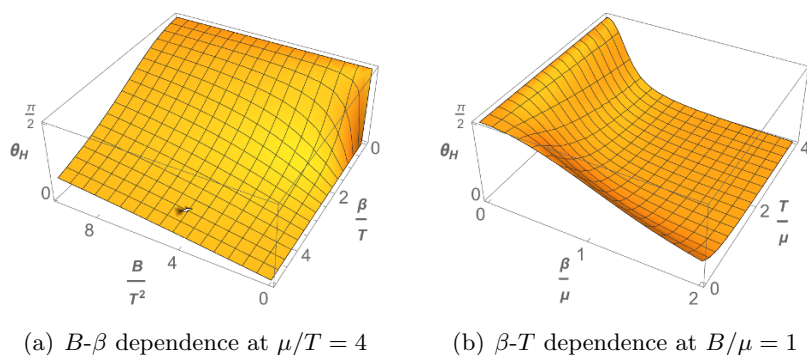 π/2
θ_H
0
8
4
0
B/T²
4
2
0
β/T
π/2
θ_H
0
0
1
2
β/μ
0
2
4
T/μ
(a) B-β dependence at μ/T = 4
(b) β-T dependence at B/μ = 1